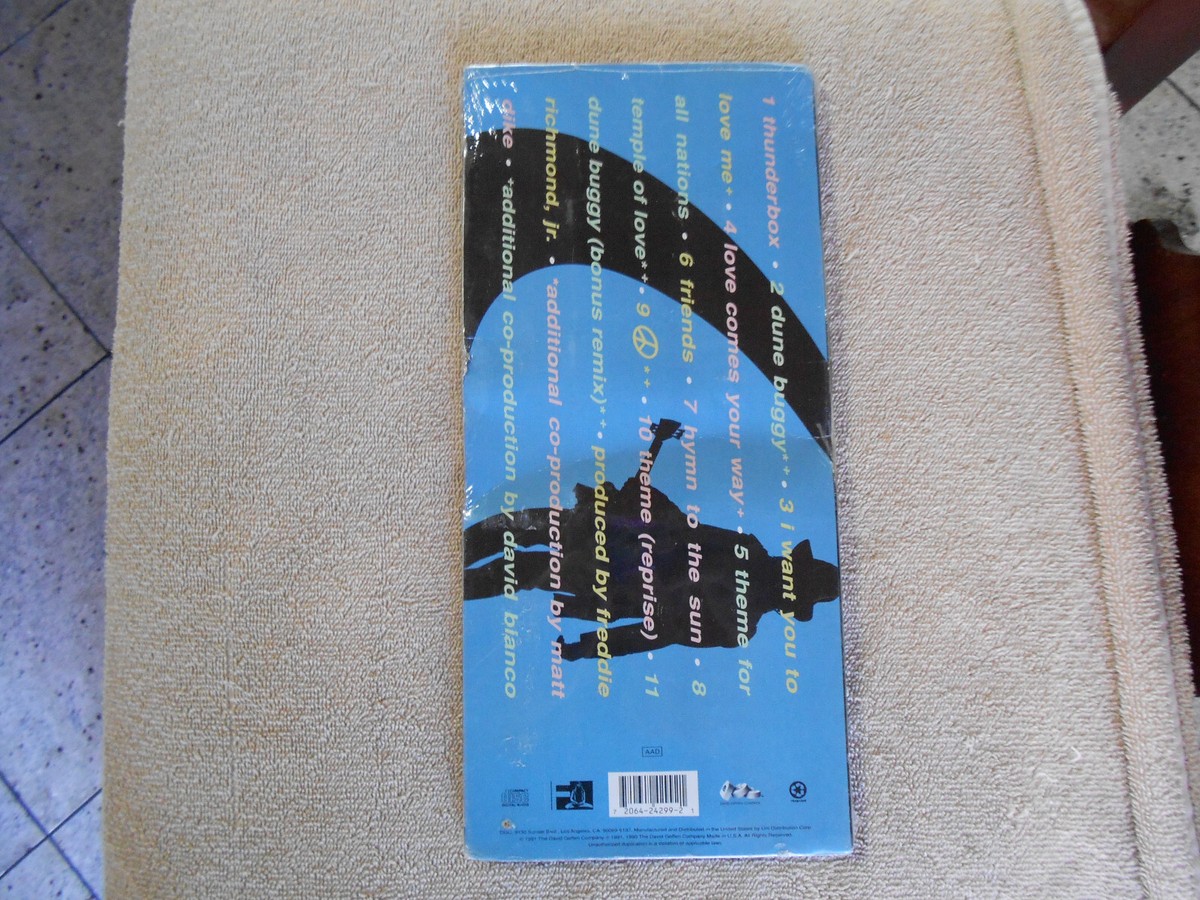 1 thunderbox • 2 dune buggy*+• 3 i want you to
love me+ • 4 love comes your way+ • 5 theme for
all nations • 6 friends • 7 hymn to the sun • 8
temple of love*+• 9 ☮*+• 10 theme (reprise) • 11
dune buggy (bonus remix)*+• produced by freddie
richmond, jr. • *additional co-production by matt
dike • +additional co-production by david bianco
AAD
7 2064-24299-2 1